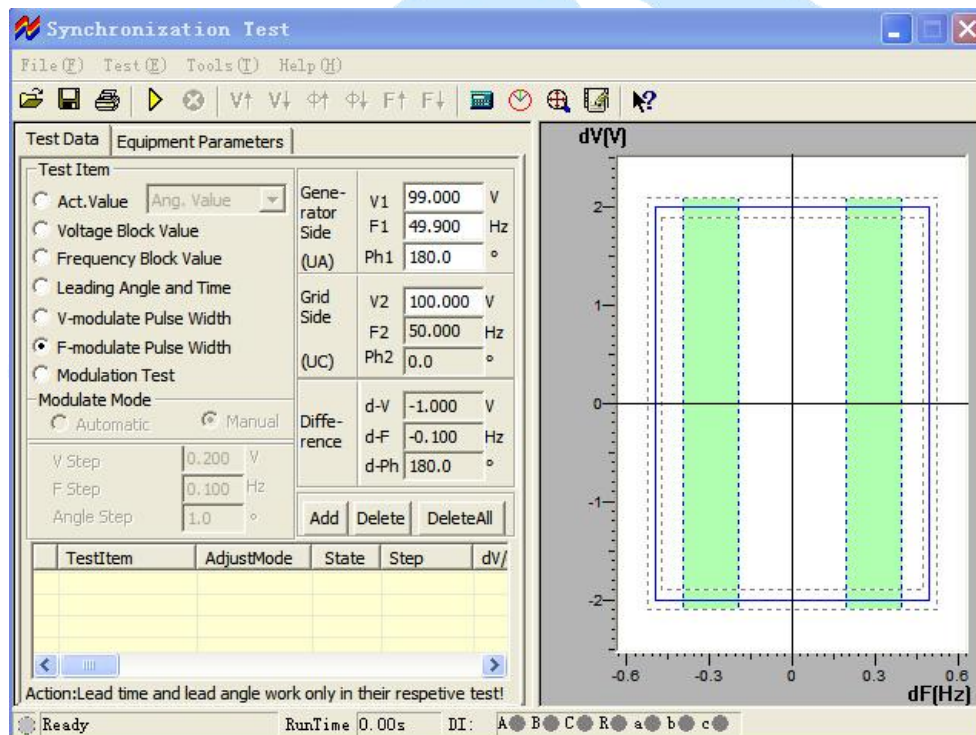 Synchronization Test
File(F) Test(E) Tools(T) Help(H)
V↑ V↓ Φ↑ Φ↓ F↑ F↓
Test Data Equipment Parameters
Test Item
Act.Value Ang. Value
Voltage Block Value
Frequency Block Value
Leading Angle and Time
V-modulate Pulse Width
F-modulate Pulse Width
Modulation Test
Modulate Mode
Automatic Manual
V Step 0.200 V
F Step 0.100 Hz
Angle Step 1.0 °
Gene-
rator
Side
(UA)
V1 99.000 V
F1 49.900 Hz
Ph1 180.0 °
Grid
Side
(UC)
V2 100.000 V
F2 50.000 Hz
Ph2 0.0 °
Diffe-
rence
d-V -1.000 V
d-F -0.100 Hz
d-Ph 180.0 °
Add Delete DeleteAll
TestItem AdjustMode State Step dV/
Action:Lead time and lead angle work only in their respetive test!
Ready RunTime 0.00s DI: A B C R a b c
dV(V)
2
1
0
-1
-2
-0.6 -0.3 0 0.3 0.6
dF(Hz)